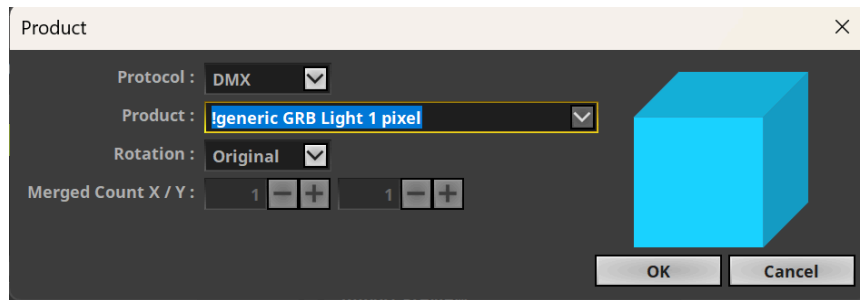 Product
Protocol : DMX
Product : !generic GRB Light 1 pixel
Rotation : Original
Merged Count X / Y : 1 1
OK Cancel